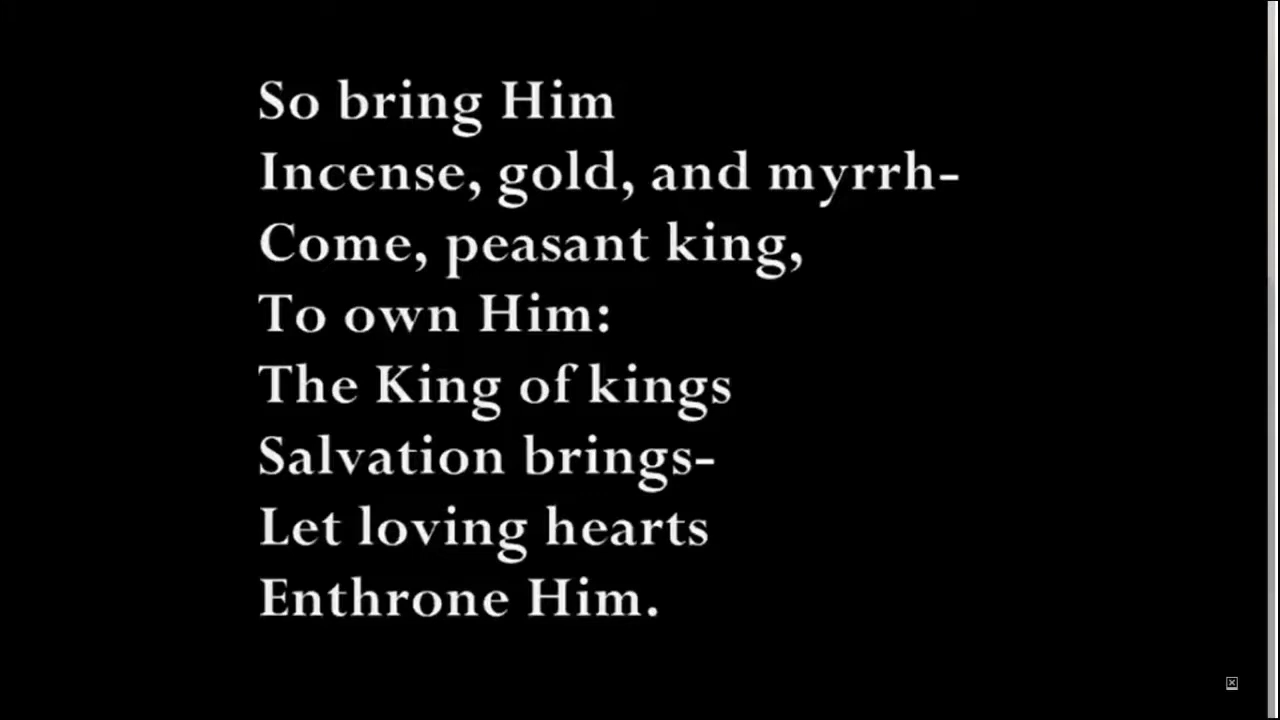 So bring Him
Incense, gold, and myrrh-
Come, peasant king,
To own Him:
The King of kings
Salvation brings-
Let loving hearts
Enthrone Him.